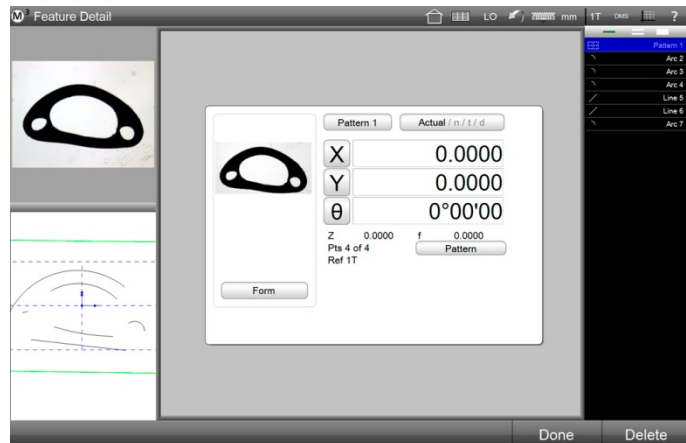 M3 Feature Detail LO mm 1T DMS ?
Pattern 1
Arc 2
Arc 3
Arc 4
Line 5
Line 6
Arc 7
Pattern 1 Actual / n / t / d
X 0.0000
Y 0.0000
θ 0°00'00
Z 0.0000 f 0.0000
Pts 4 of 4 Pattern
Ref 1T
Form
Done Delete